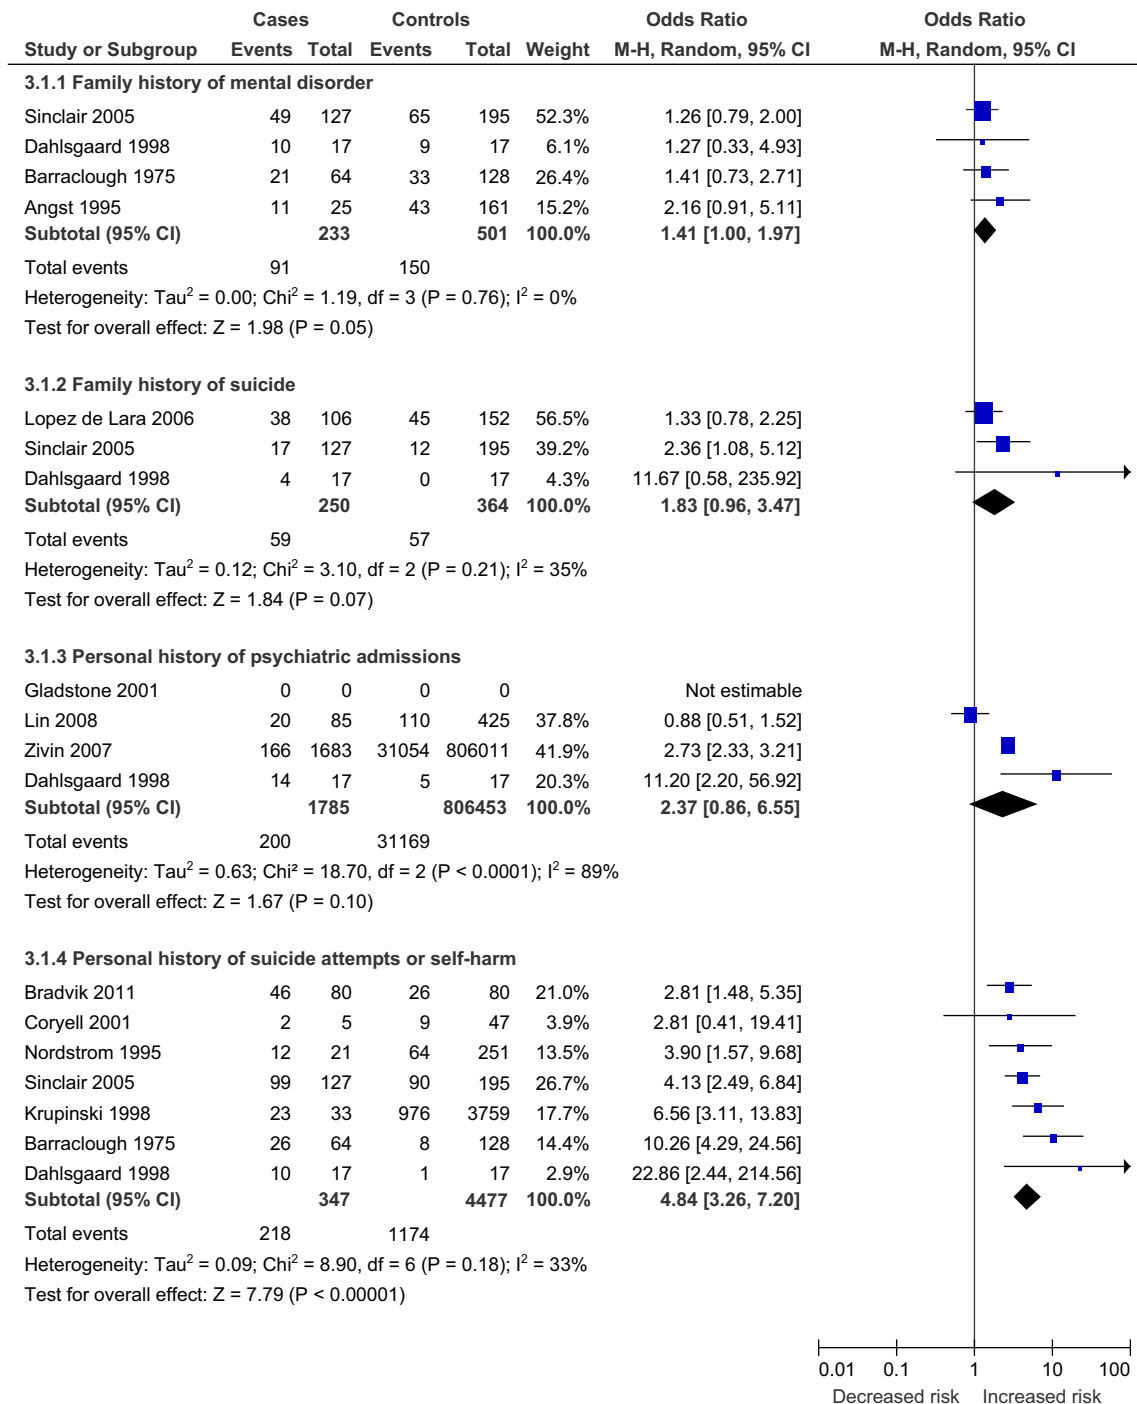 Cases Controls Odds Ratio Odds Ratio
Study or Subgroup Events Total Events Total Weight M-H, Random, 95% CI M-H, Random, 95% CI
3.1.1 Family history of mental disorder
Sinclair 2005 49 127 65 195 52.3% 1.26 [0.79, 2.00]
Dahlsgaard 1998 10 17 9 17 6.1% 1.27 [0.33, 4.93]
Barraclough 1975 21 64 33 128 26.4% 1.41 [0.73, 2.71]
Angst 1995 11 25 43 161 15.2% 2.16 [0.91, 5.11]
Subtotal (95% CI) 233 501 100.0% 1.41 [1.00, 1.97]
Total events 91 150
Heterogeneity: Tau² = 0.00; Chi² = 1.19, df = 3 (P = 0.76); I² = 0%
Test for overall effect: Z = 1.98 (P = 0.05)
3.1.2 Family history of suicide
Lopez de Lara 2006 38 106 45 152 56.5% 1.33 [0.78, 2.25]
Sinclair 2005 17 127 12 195 39.2% 2.36 [1.08, 5.12]
Dahlsgaard 1998 4 17 0 17 4.3% 11.67 [0.58, 235.92]
Subtotal (95% CI) 250 364 100.0% 1.83 [0.96, 3.47]
Total events 59 57
Heterogeneity: Tau² = 0.12; Chi² = 3.10, df = 2 (P = 0.21); I² = 35%
Test for overall effect: Z = 1.84 (P = 0.07)
3.1.3 Personal history of psychiatric admissions
Gladstone 2001 0 0 0 0 Not estimable
Lin 2008 20 85 110 425 37.8% 0.88 [0.51, 1.52]
Zivin 2007 166 1683 31054 806011 41.9% 2.73 [2.33, 3.21]
Dahlsgaard 1998 14 17 5 17 20.3% 11.20 [2.20, 56.92]
Subtotal (95% CI) 1785 806453 100.0% 2.37 [0.86, 6.55]
Total events 200 31169
Heterogeneity: Tau² = 0.63; Chi² = 18.70, df = 2 (P < 0.0001); I² = 89%
Test for overall effect: Z = 1.67 (P = 0.10)
3.1.4 Personal history of suicide attempts or self-harm
Bradvik 2011 46 80 26 80 21.0% 2.81 [1.48, 5.35]
Coryell 2001 2 5 9 47 3.9% 2.81 [0.41, 19.41]
Nordstrom 1995 12 21 64 251 13.5% 3.90 [1.57, 9.68]
Sinclair 2005 99 127 90 195 26.7% 4.13 [2.49, 6.84]
Krupinski 1998 23 33 976 3759 17.7% 6.56 [3.11, 13.83]
Barraclough 1975 26 64 8 128 14.4% 10.26 [4.29, 24.56]
Dahlsgaard 1998 10 17 1 17 2.9% 22.86 [2.44, 214.56]
Subtotal (95% CI) 347 4477 100.0% 4.84 [3.26, 7.20]
Total events 218 1174
Heterogeneity: Tau² = 0.09; Chi² = 8.90, df = 6 (P = 0.18); I² = 33%
Test for overall effect: Z = 7.79 (P < 0.00001)
0.01 0.1 1 10 100
Decreased risk Increased risk